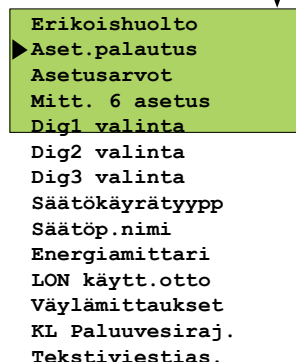 Erikoishuolto
Aset.palautus
Asetusarvot
Mitt. 6 asetus
Dig1 valinta
Dig2 valinta
Dig3 valinta
Säätökäyrätyypp
Säätöp.nimi
Energiamittari
LON käytt.otto
Väylämittaukset
KL Paluuvesiraj.
Tekstiviestias.